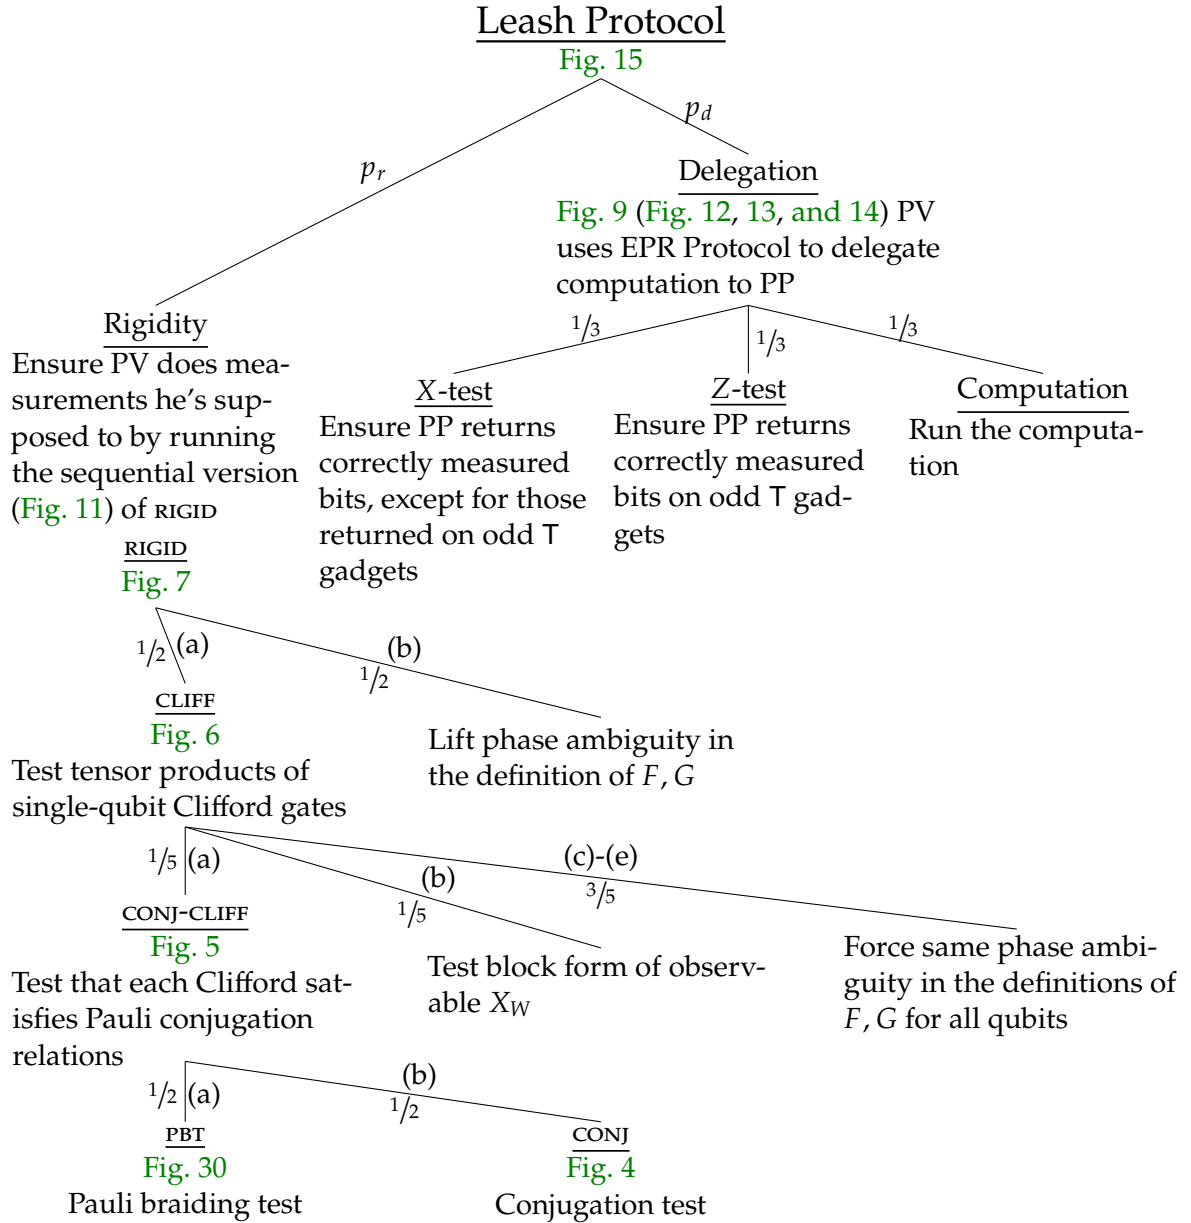 Leash Protocol
Fig. 15
p_d
p_r
Delegation
Fig. 9 (Fig. 12, 13, and 14) PV
uses EPR Protocol to delegate
computation to PP
Rigidity
Ensure PV does mea-
surements he's sup-
posed to by running
the sequential version
(Fig. 11) of RIGID
1/3
1/3
1/3
X-test
Ensure PP returns
correctly measured
bits, except for those
returned on odd T
gadgets
Z-test
Ensure PP returns
correctly measured
bits on odd T gad-
gets
Computation
Run the computa-
tion
RIGID
Fig. 7
1/2 (a)
(b)
1/2
CLIFF
Fig. 6
Test tensor products of
single-qubit Clifford gates
Lift phase ambiguity in
the definition of F, G
1/5 (a)
(b)
1/5
(c)-(e)
3/5
CONJ-CLIFF
Fig. 5
Test that each Clifford sat-
isfies Pauli conjugation
relations
Test block form of observ-
able X_W
Force same phase ambi-
guity in the definitions of
F, G for all qubits
1/2 (a)
(b)
1/2
PBT
Fig. 30
Pauli braiding test
CONJ
Fig. 4
Conjugation test